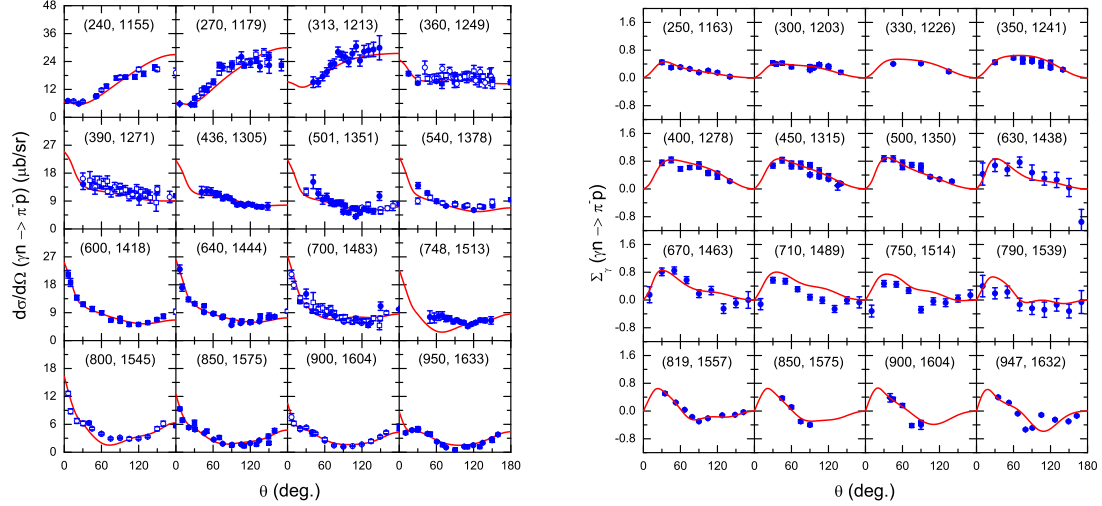 (240, 1155) (270, 1179) (313, 1213) (360, 1249)
48
36
24
12
0
(390, 1271) (436, 1305) (501, 1351) (540, 1378)
27
18
9
0
(600, 1418) (640, 1444) (700, 1483) (748, 1513)
27
18
9
0
(800, 1545) (850, 1575) (900, 1604) (950, 1633)
18
12
6
0
0 60 120 0 60 120 0 60 120 0 60 120 180
θ (deg.)
dσ/dΩ (γn -> π⁻p) (μb/sr)
(250, 1163) (300, 1203) (330, 1226) (350, 1241)
1.6
0.8
0.0
-0.8
(400, 1278) (450, 1315) (500, 1350) (630, 1438)
1.6
0.8
0.0
-0.8
(670, 1463) (710, 1489) (750, 1514) (790, 1539)
1.6
0.8
0.0
-0.8
(819, 1557) (850, 1575) (900, 1604) (947, 1632)
1.6
0.8
0.0
-0.8
0 60 120 0 60 120 0 60 120 0 60 120 180
θ (deg.)
Σγ (γn -> π⁻p)